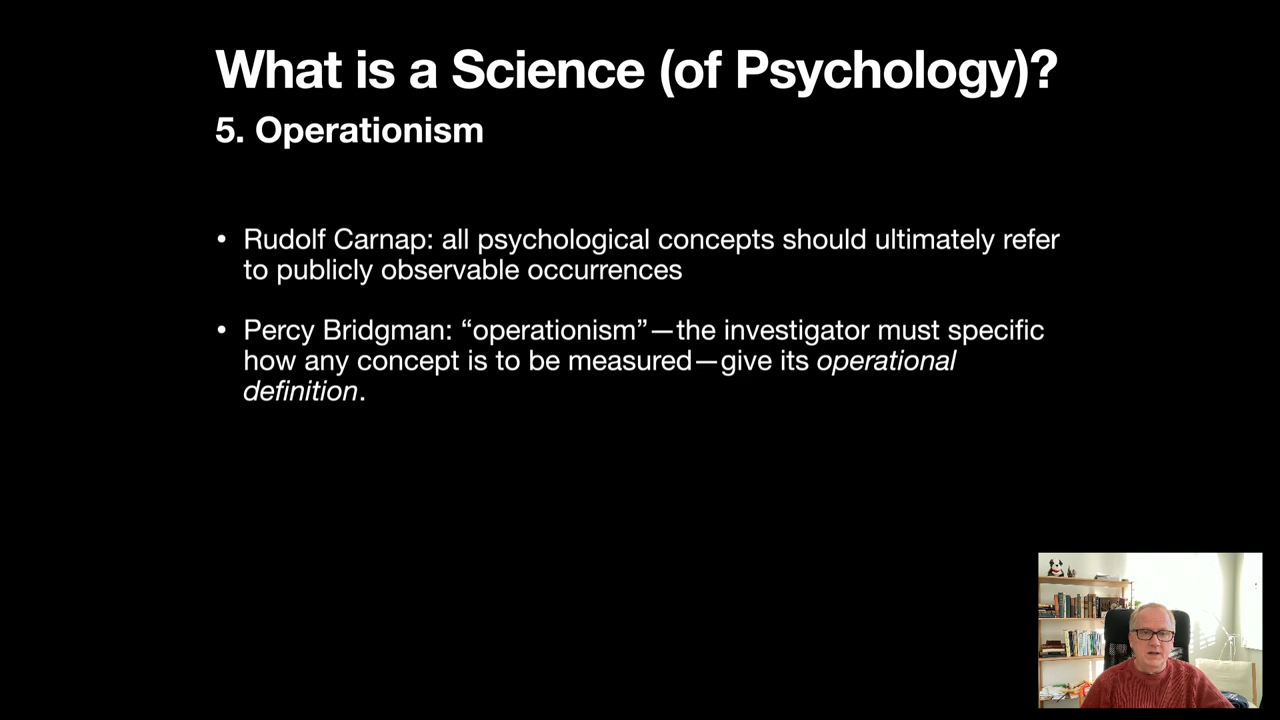 What is a Science (of Psychology)?
5. Operationism
• Rudolf Carnap: all psychological concepts should ultimately refer
to publicly observable occurrences
• Percy Bridgman: “operationism”—the investigator must specific
how any concept is to be measured—give its operational
definition.